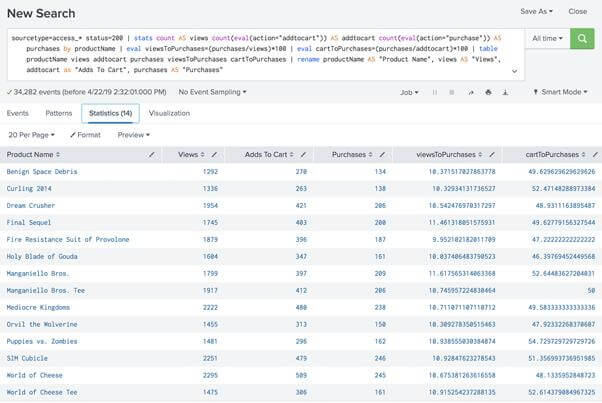 New Search
Save As Close
sourcetype=access_* status=200 | stats count AS views count(eval(action="addtocart")) AS addtocart count(eval(action="purchase")) AS
purchases by productName | eval viewsToPurchases=(purchases/views)*100 | eval cartToPurchases=(purchases/addtocart)*100 | table
productName views addtocart purchases viewsToPurchases cartToPurchases | rename productName AS "Product Name", views AS "Views",
addtocart as "Adds To Cart", purchases AS "Purchases"
All time
34,282 events (before 4/22/19 2:32:01.000 PM) No Event Sampling Job Smart Mode
Events Patterns Statistics (14) Visualization
20 Per Page Format Preview
Product Name Views Adds To Cart Purchases viewsToPurchases cartToPurchases
Benign Space Debris 1292 270 134 10.371517027863778 49.629629629629626
Curling 2014 1336 263 138 10.32934131736527 52.47148288973384
Dream Crusher 1954 421 206 10.542476970317297 48.9311163895487
Final Sequel 1745 403 200 11.461318051575931 49.62779156327544
Fire Resistance Suit of Provolone 1879 396 187 9.952102182011709 47.22222222222222
Holy Blade of Gouda 1604 347 161 10.037406483790523 46.39769452449568
Manganiello Bros. 1799 397 209 11.617565314063368 52.64483627204031
Manganiello Bros. Tee 1917 412 206 10.745957224830464 50
Mediocre Kingdoms 2222 480 238 10.711071107110712 49.583333333333336
Orvil the Wolverine 1455 313 150 10.309278350515463 47.92332268370607
Puppies vs. Zombies 1481 296 162 10.938555030384874 54.729729729729726
SIM Cubicle 2251 479 246 10.92847623278543 51.356993736951985
World of Cheese 2295 509 245 10.675381263616558 48.1335952848723
World of Cheese Tee 1475 306 161 10.915254237288135 52.614379084967325